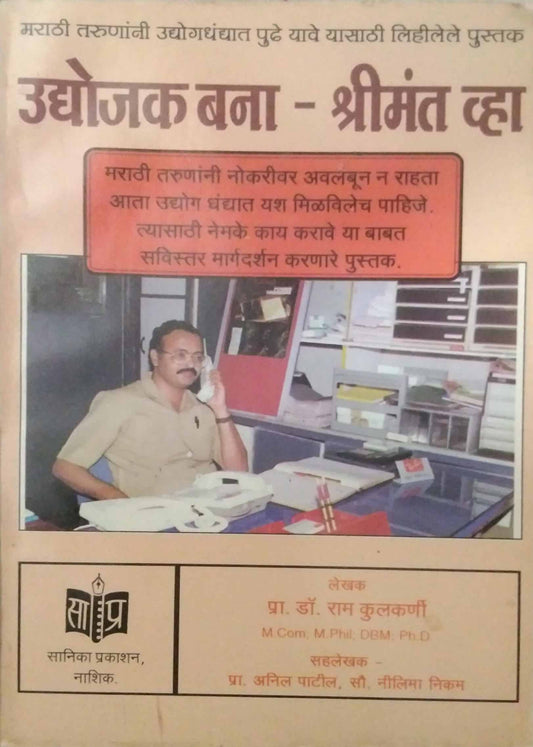 मराठी तरुणांनी उद्योगधंद्यात पुढे यावे यासाठी लिहीलेले पुस्तक
उद्योजक बना - श्रीमंत व्हा
मराठी तरुणांनी नोकरीवर अवलबून न राहता
आता उद्योग धंद्यात यश मिळविलेच पाहिजे.
त्यासाठी नेमके काय करावे या बाबत
सविस्तर मार्गदर्शन करणारे पुस्तक.
सा प्र
सानिका प्रकाशन,
नाशिक.
लेखक
प्रा. डॉ. राम कुलकर्णी
M.Com; M.Phil; DBM; Ph.D
सहलेखक -
प्रा. अनिल पाटील, सौ. नीलिमा निकम